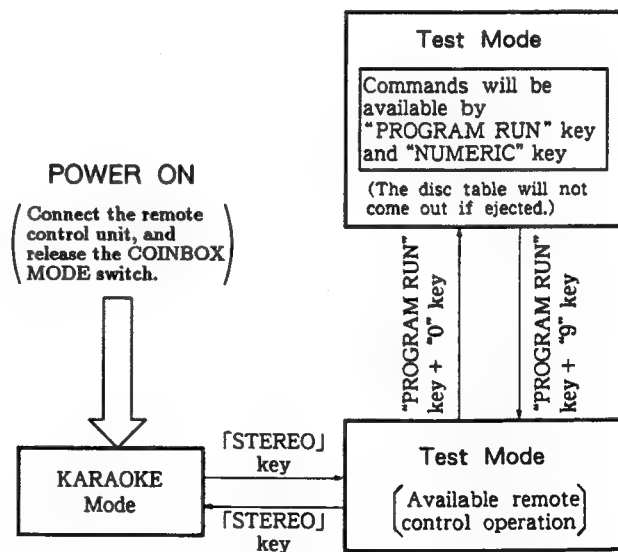 Test Mode
Commands will be
available by
“PROGRAM RUN” key
and “NUMERIC” key
(The disc table will not
come out if ejected.)
POWER ON
(Connect the remote
control unit, and
release the COINBOX
MODE switch.)
“PROGRAM RUN”
key + “0” key
“PROGRAM RUN”
key + “9” key
KARAOKE
Mode
｢STEREO｣
key
｢STEREO｣
key
Test Mode
(Available remote
control operation)